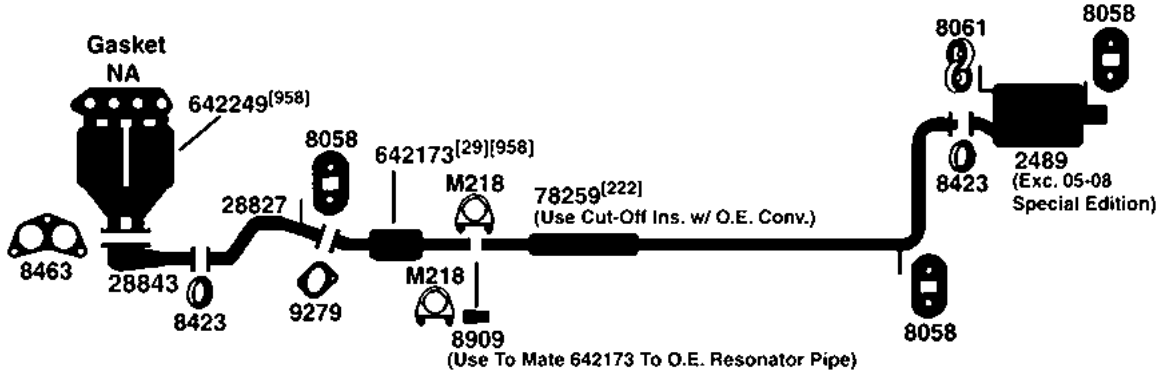 Gasket
NA
642249[958]
8058
642173[29][958]
M218
78259[222]
(Use Cut-Off Ins. w/ O.E. Conv.)
8061
8058
8423
2489
(Exc. 05-08
Special Edition)
28827
8463
28843
8423
9279
M218
8909
(Use To Mate 642173 To O.E. Resonator Pipe)
8058